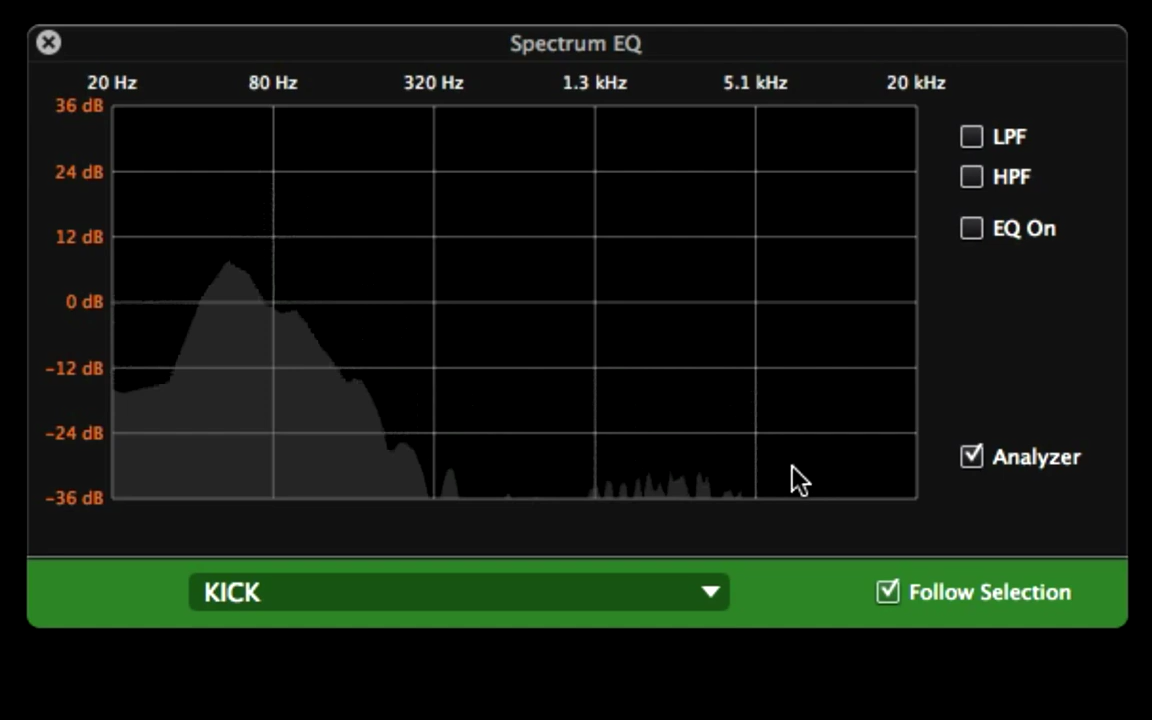 Spectrum EQ
20 Hz 80 Hz 320 Hz 1.3 kHz 5.1 kHz 20 kHz
36 dB
24 dB
12 dB
0 dB
-12 dB
-24 dB
-36 dB
LPF
HPF
EQ On
Analyzer
KICK
Follow Selection